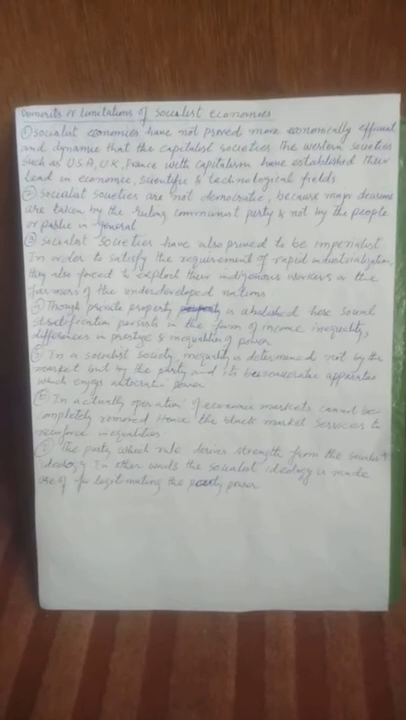 Demerits or Limitations of Socialist economies
① Socialist economies have not proved more economically efficient
and dynamic that the capitalist societies the western societies
such as U.S.A, U.K, France with capitalism have established their
lead in economic, scientific & technological fields
② Socialist societies are not democratic, because major decisions
are taken by the ruling communist party & not by the people
or public in general
③ Socialist societies have also proved to be imperialist
In order to satisfy the requirement of rapid industrialization,
they also forced to exploit their indigenous workers or the
farmers of the underdeveloped nations
④ Though private property is abolished here social
stratification persists in the form of income inequality,
differences in prestige & inequalities of power
⑤ In a socialist society, inequality is determined not by the
market but by the party and its bureaucratic apparatus
which enjoys autocratic power
In actually operation of economic markets cannot be
completely removed Hence the black market services to
reinforce inequalities
The party which rule derives strength from the socialist
ideology In other words the socialist ideology is made
use of for legitimating the party power